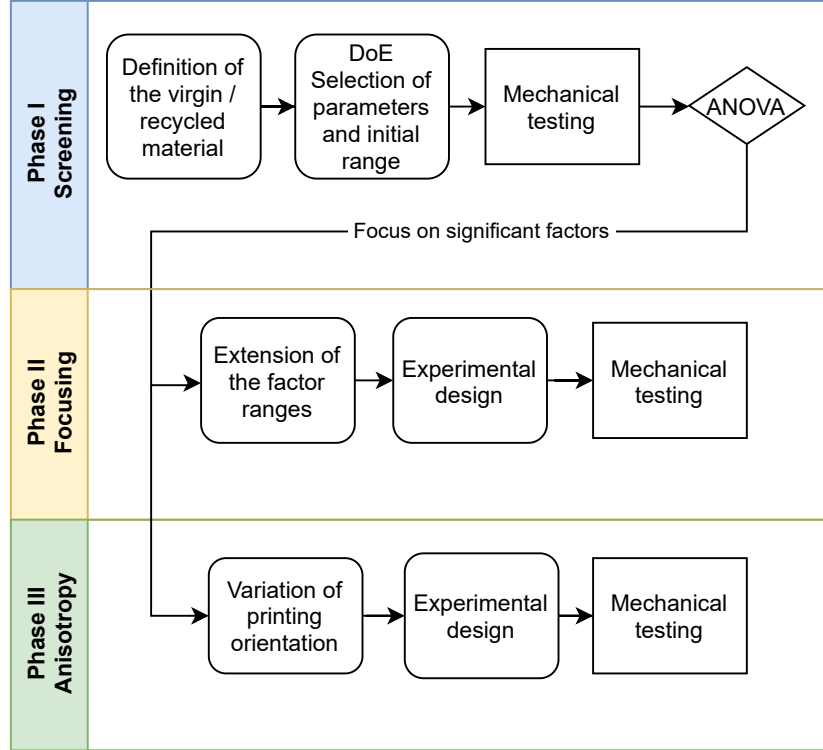 Phase I
Screening
Definition of
the virgin /
recycled
material
DoE
Selection of
parameters
and initial
range
Mechanical
testing
ANOVA
Focus on significant factors
Phase II
Focusing
Extension of
the factor
ranges
Experimental
design
Mechanical
testing
Phase III
Anisotropy
Variation of
printing
orientation
Experimental
design
Mechanical
testing